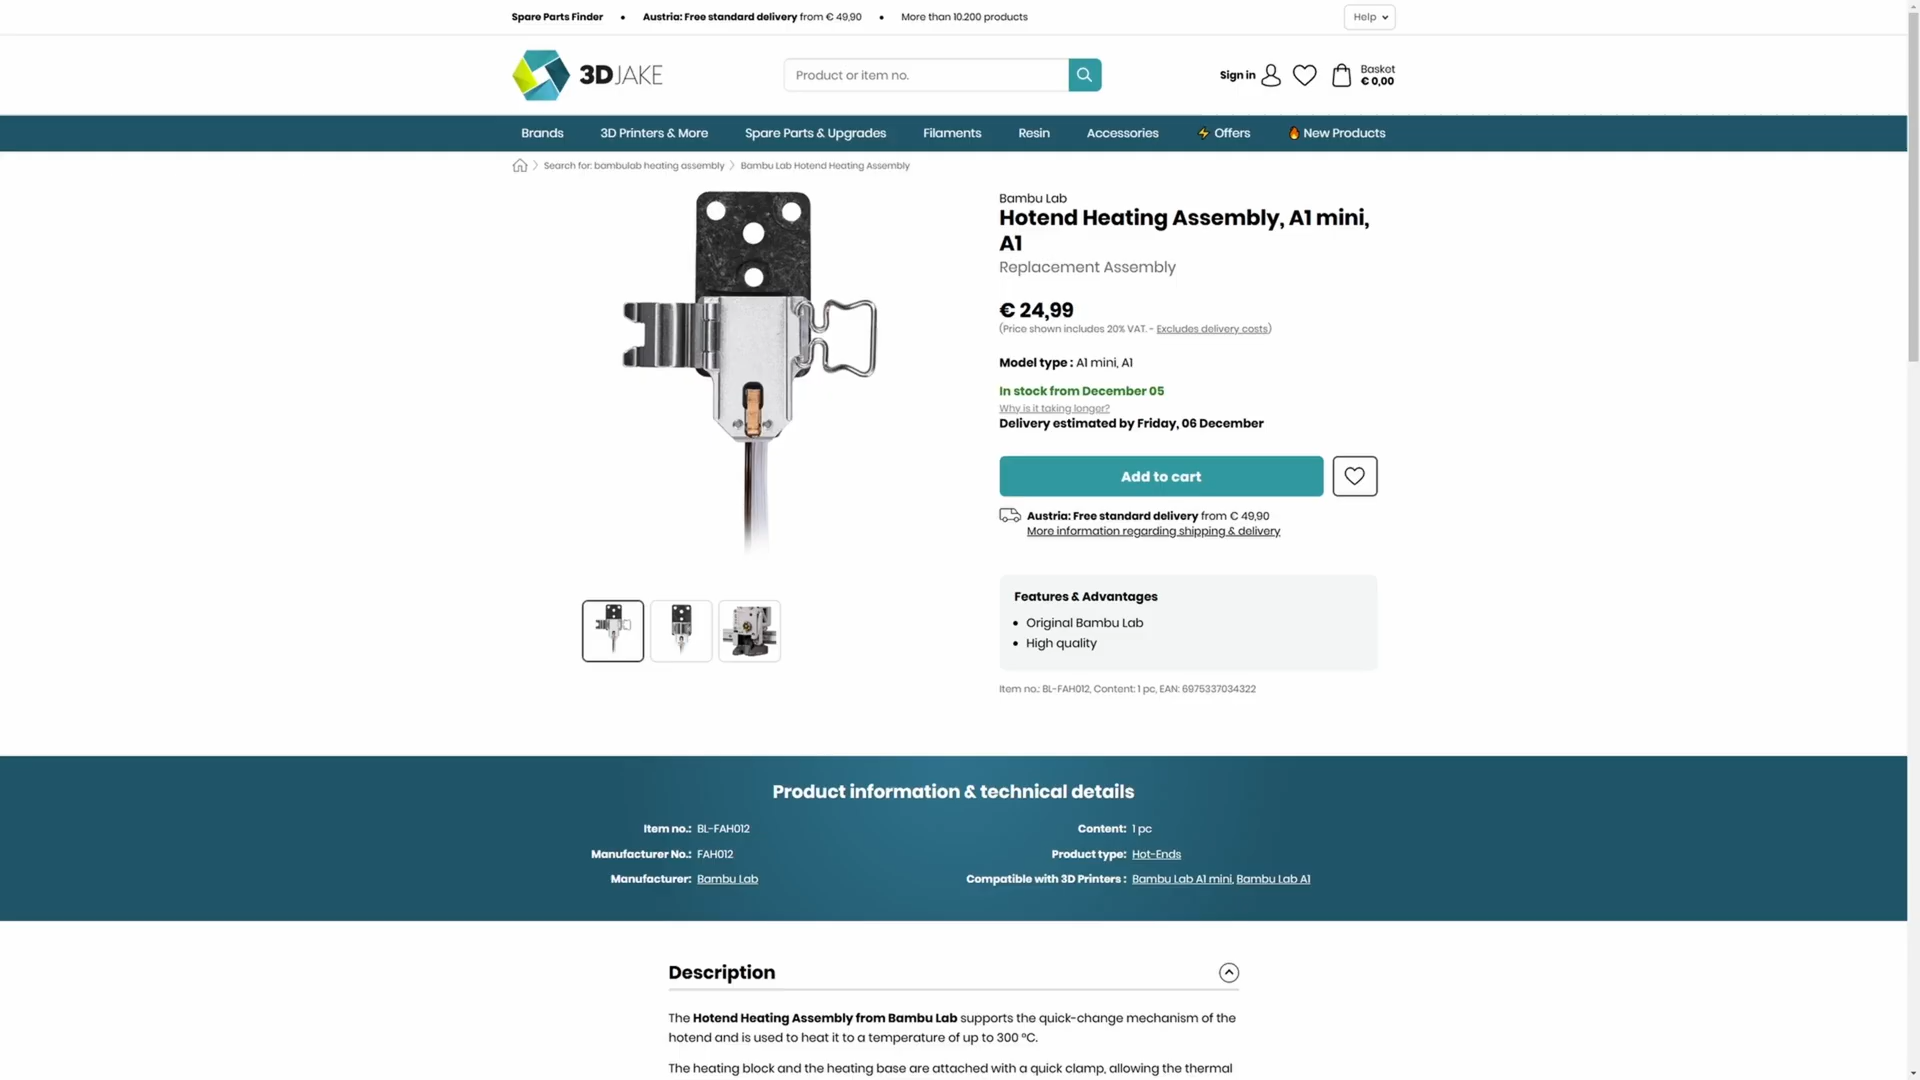 Spare Parts Finder • Austria: Free standard delivery from € 49,90 • More than 10.200 products
Help
3DJAKE
Product or item no.
Sign in
Basket
€ 0,00
Brands 3D Printers & More Spare Parts & Upgrades Filaments Resin Accessories Offers New Products
Search for: bambulab heating assembly Bambu Lab Hotend Heating Assembly
Bambu Lab
Hotend Heating Assembly, A1 mini,
A1
Replacement Assembly
€ 24,99
(Price shown includes 20% VAT. - Excludes delivery costs)
Model type : A1 mini, A1
In stock from December 05
Why is it taking longer?
Delivery estimated by Friday, 06 December
Add to cart
Austria: Free standard delivery from € 49,90
More information regarding shipping & delivery
Features & Advantages
• Original Bambu Lab
• High quality
Item no.: BL-FAH012, Content: 1 pc, EAN: 6975337034322
Product information & technical details
Item no.: BL-FAH012
Manufacturer No.: FAH012
Manufacturer: Bambu Lab
Content: 1 pc
Product type: Hot-Ends
Compatible with 3D Printers : Bambu Lab A1 mini, Bambu Lab A1
Description
The Hotend Heating Assembly from Bambu Lab supports the quick-change mechanism of the
hotend and is used to heat it to a temperature of up to 300 °C.
The heating block and the heating base are attached with a quick clamp, allowing the thermal